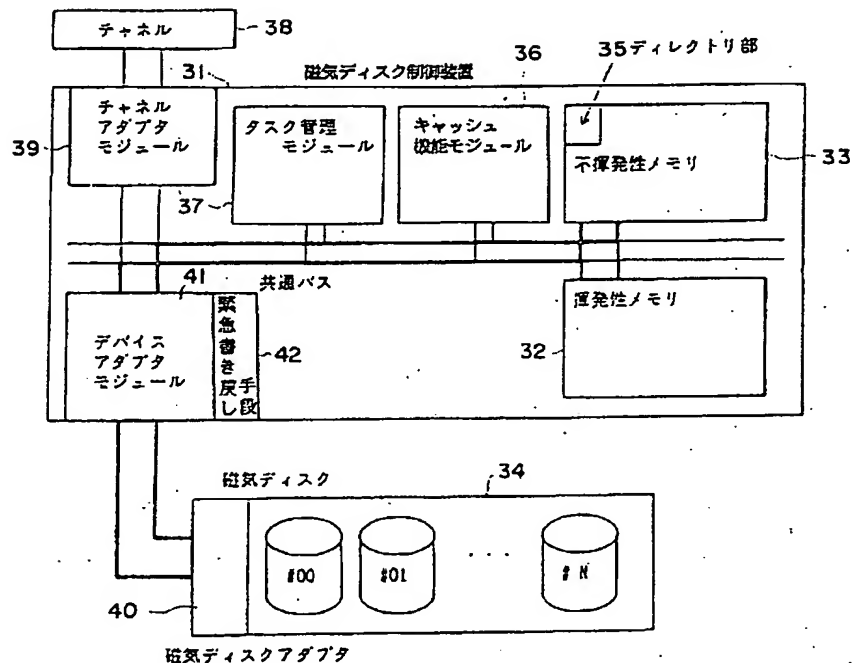 チャネル
38
31
磁気ディスク制御装置
36
35 ディレクトリ部
チャネル
アダプタ
モジュール
39
タスク管理
モジュール
37
キャッシュ
機能モジュール
不揮発性メモリ
33
共通バス
41
デバイス
アダプタ
モジュール
緊急書き戻し
手段
42
揮発性メモリ
32
磁気ディスク
34
#00
#01
...
#N
40
磁気ディスクアダプタ